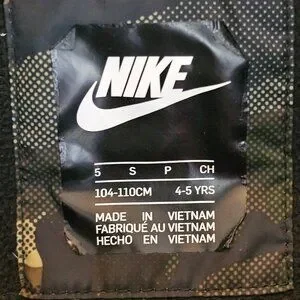 NIKE
5 S P CH
104-110CM 4-5 YRS
MADE IN VIETNAM
FABRIQUÉ AU VIETNAM
HECHO EN VIETNAM